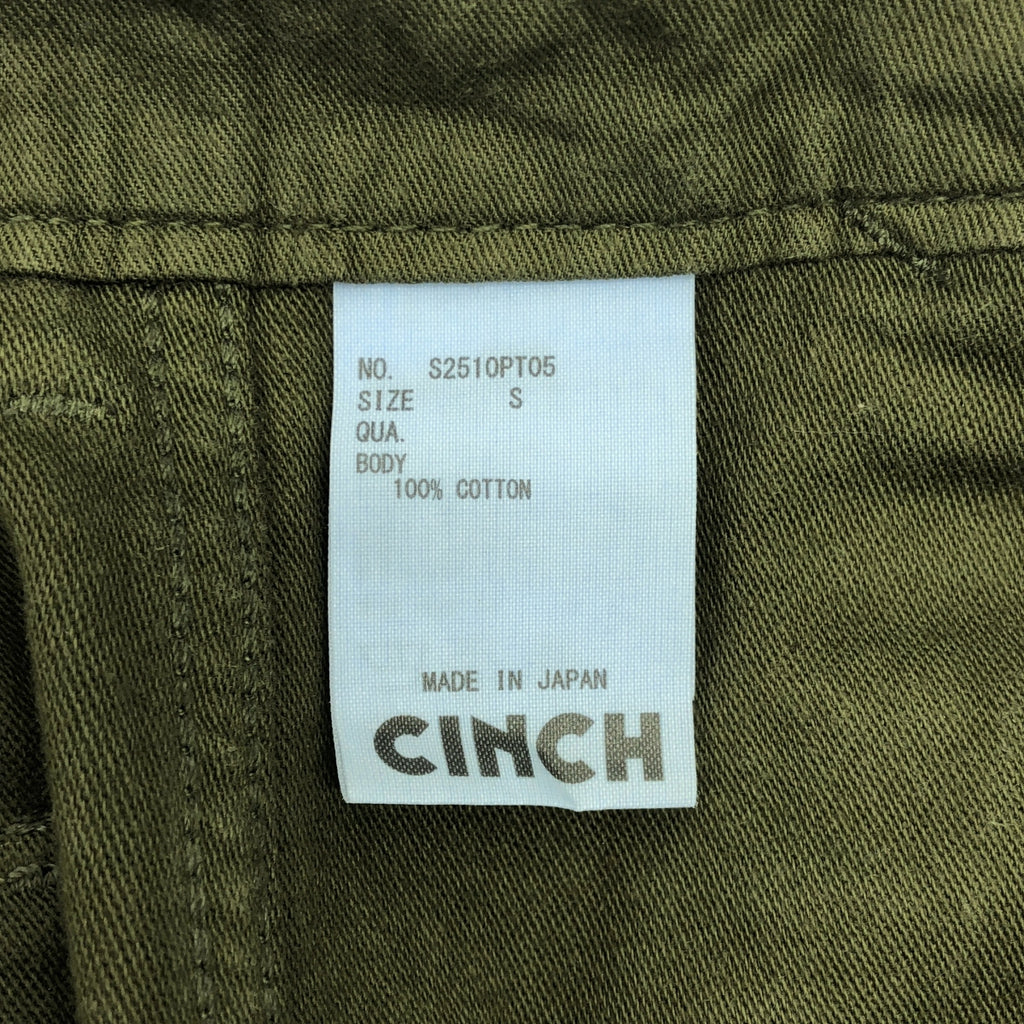 NO. S2510PT05
SIZE S
QUA.
BODY
100% COTTON
MADE IN JAPAN
CINCH